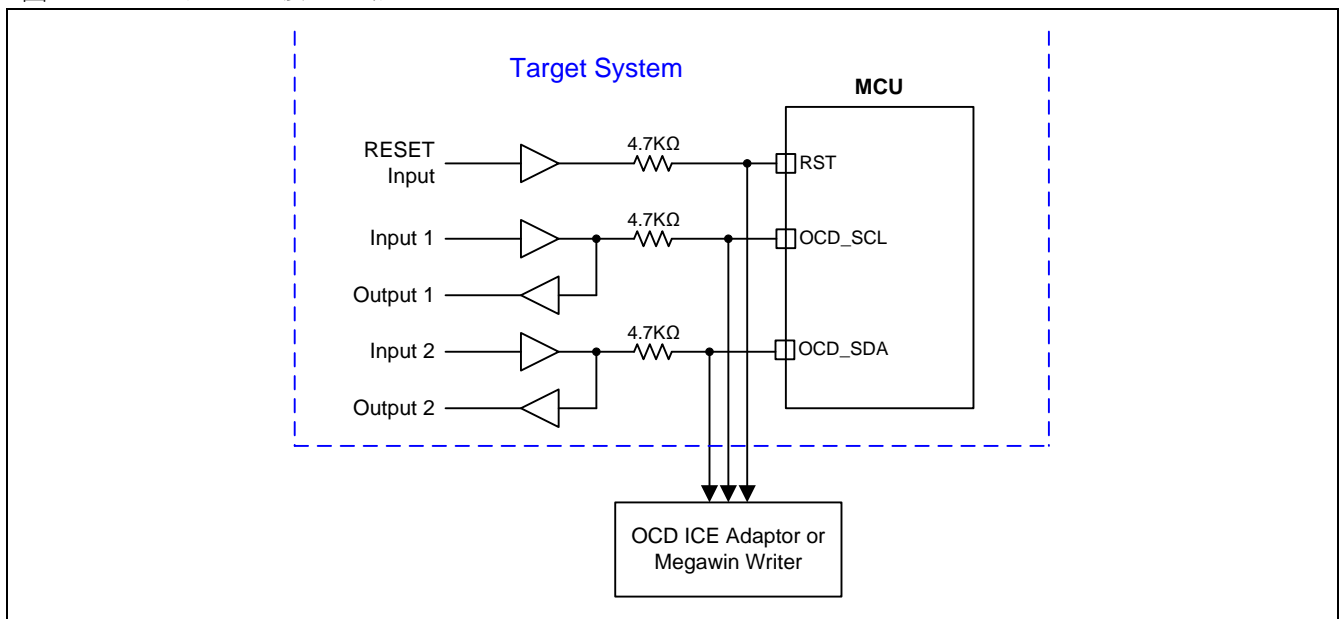 图
Target System
MCU
RESET
Input
4.7KΩ
RST
Input 1
4.7KΩ
OCD_SCL
Output 1
Input 2
4.7KΩ
OCD_SDA
Output 2
OCD ICE Adaptor or
Megawin Writer